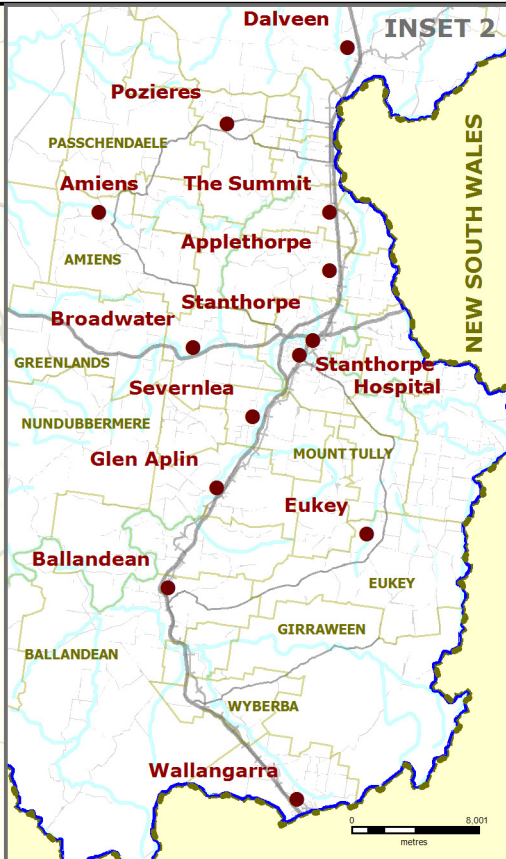 Dalveen
INSET 2
Pozieres
PASSCHENDAELE
Amiens
The Summit
NEW SOUTH WALES
Applethorpe
AMIENS
Stanthorpe
Broadwater
GREENLANDS
Stanthorpe
Hospital
Severnlea
NUNDUBBERMERE
MOUNT TULLY
Glen Aplin
Eukey
Ballandean
EUKEY
GIRRAWEEN
BALLANDEAN
WYBERBA
Wallangarra
0 8,001
metres